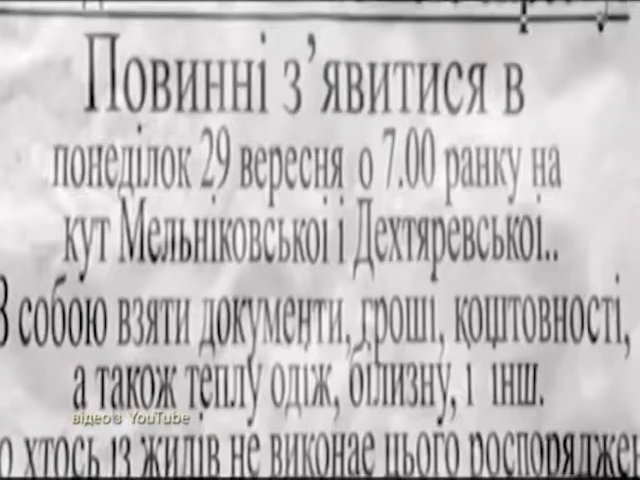 Повинні з’явитися в
понеділок 29 вересня о 7.00 ранку на
кут Мельніковської і Дехтяревської..
З собою взяти документи, гроші, коштовності,
а також теплу одіж, білизну, і інш.
відео з YouTube
хтось із жидів не виконає цього